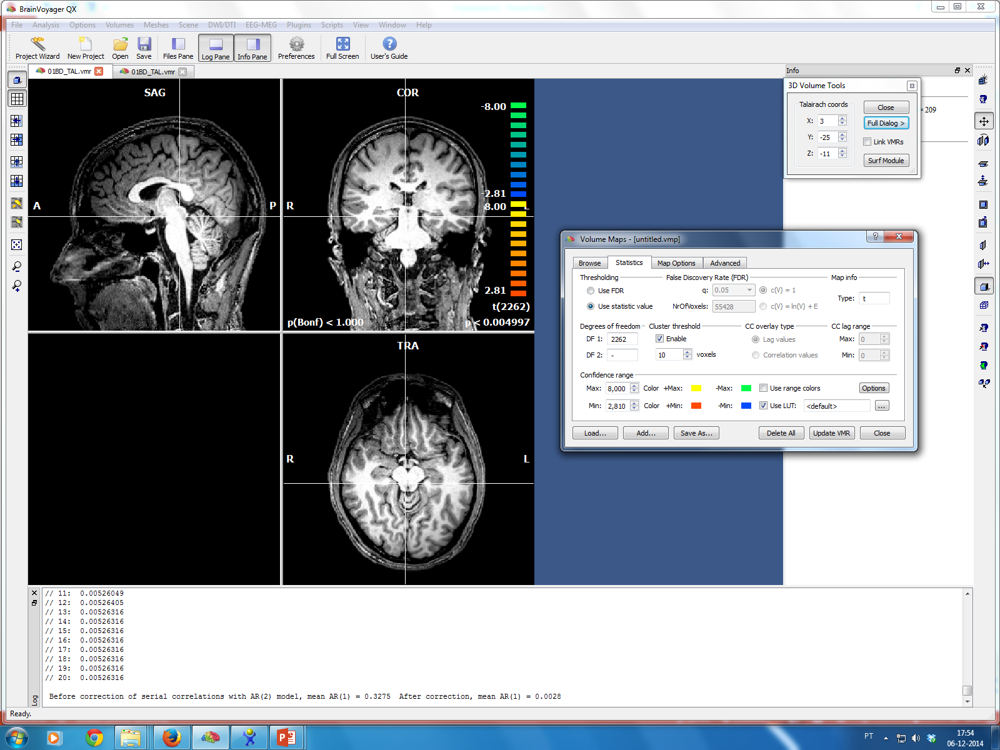 BrainVoyager QX
File Analysis Options Volumes Meshes Scene DWI/DTI EEG-MEG Plugins Scripts View Window Help
Project Wizard New Project Open Save Files Pane Log Pane Info Pane Preferences Full Screen User's Guide
01BD_TAL.vmr 01BD_TAL.vmr
Info
SAG
A
P
COR
R
L
-8.00
-2.81
8.00
2.81
t(2262)
p(Bonf) < 1.000
p < 0.004997
TRA
R
L
3D Volume Tools
Talairach coords
X: 3
Y: -25
Z: -11
Close
Full Dialog >
Link VMRs
Surf Module
= 209
Volume Maps - [untitled.vmp]
Browse Statistics Map Options Advanced
Thresholding False Discovery Rate (FDR) Map info
Use FDR q: 0.05 c(V) = 1
Type: t
Use statistic value NrOfVoxels: 55428 c(V) = ln(V) + E
Degrees of freedom Cluster threshold CC overlay type CC lag range
DF 1: 2262 Enable Lag values Max: 0
DF 2: - 10 voxels Correlation values Min: 0
Confidence range
Max: 8,000 Color +Max: -Max: Use range colors Options
Min: 2,810 Color +Min: -Min: Use LUT: <default> ...
Load... Add... Save As... Delete All Update VMR Close
// 11: 0.00526049
// 12: 0.00526405
// 13: 0.00526316
// 14: 0.00526316
// 15: 0.00526316
// 16: 0.00526316
// 17: 0.00526316
// 18: 0.00526316
// 19: 0.00526316
// 20: 0.00526316
Before correction of serial correlations with AR(2) model, mean AR(1) = 0.3275 After correction, mean AR(1) = 0.0028
Log
Ready.
PT
17:54
06-12-2014